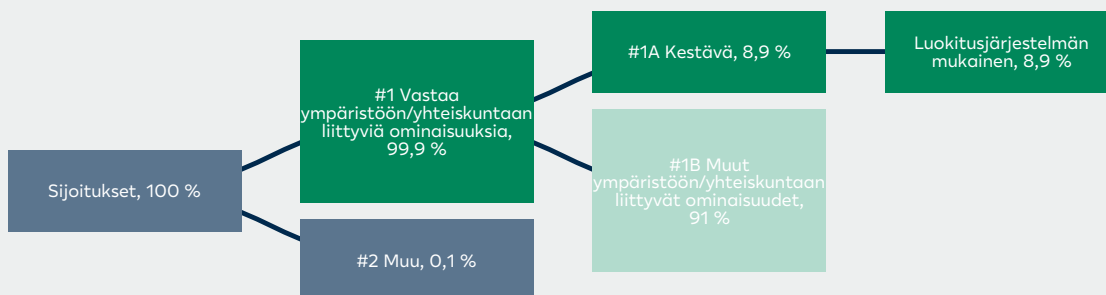 Sijoitukset, 100 %
#1 Vastaa
ympäristöön/yhteiskuntaan
liittyviä ominaisuuksia,
99,9 %
#2 Muu, 0,1 %
#1A Kestävä, 8,9 %
#1B Muut
ympäristöön/yhteiskuntaan
liittyvät ominaisuudet,
91 %
Luokitusjärjestelmän
mukainen, 8,9 %